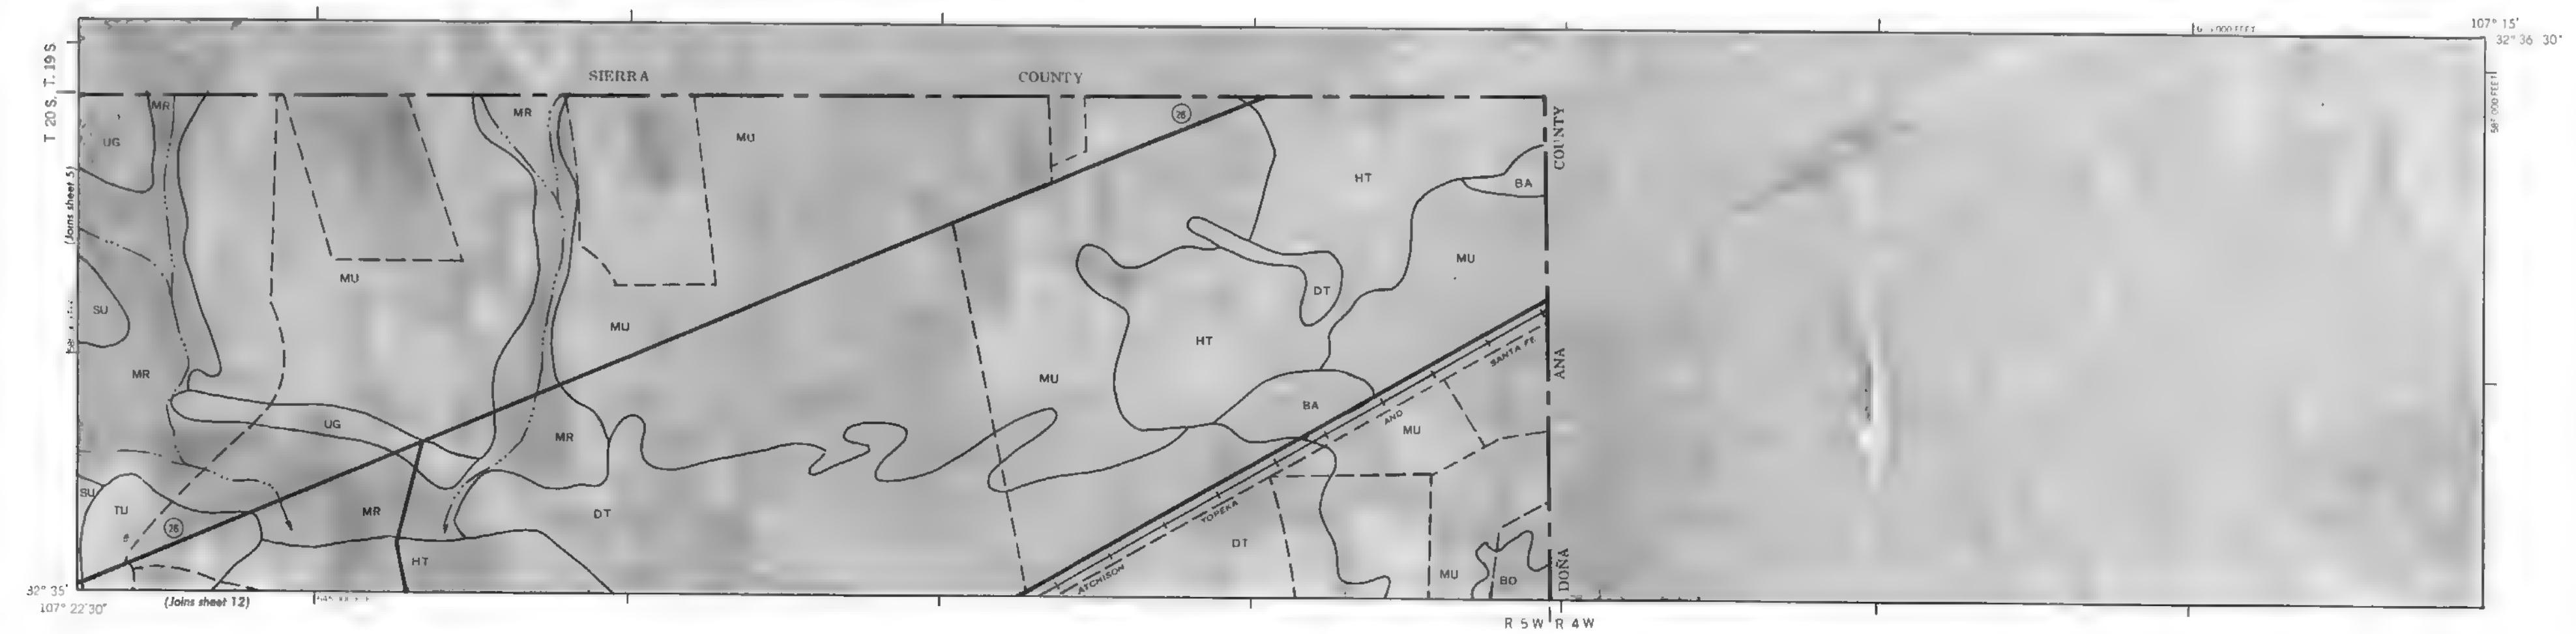 107° 15'
32° 36' 30"
T. 19 S.
T 20 S.
SIERRA COUNTY
MR
MR
26
UG
MU
COUNTY
HT
BA
(Joins sheet 5)
MU
MU
DT
SU
MU
HT
SANTA FE
ANA
MR
MU
BA
AND
MU
UG
MR
SU
TU
MR
DT
TOPEKA
26
DT
HT
ATCHISON
MU
BO
DOÑA
32° 35'
107° 22'30"
(Joins sheet 12)
R 5 W R 4 W